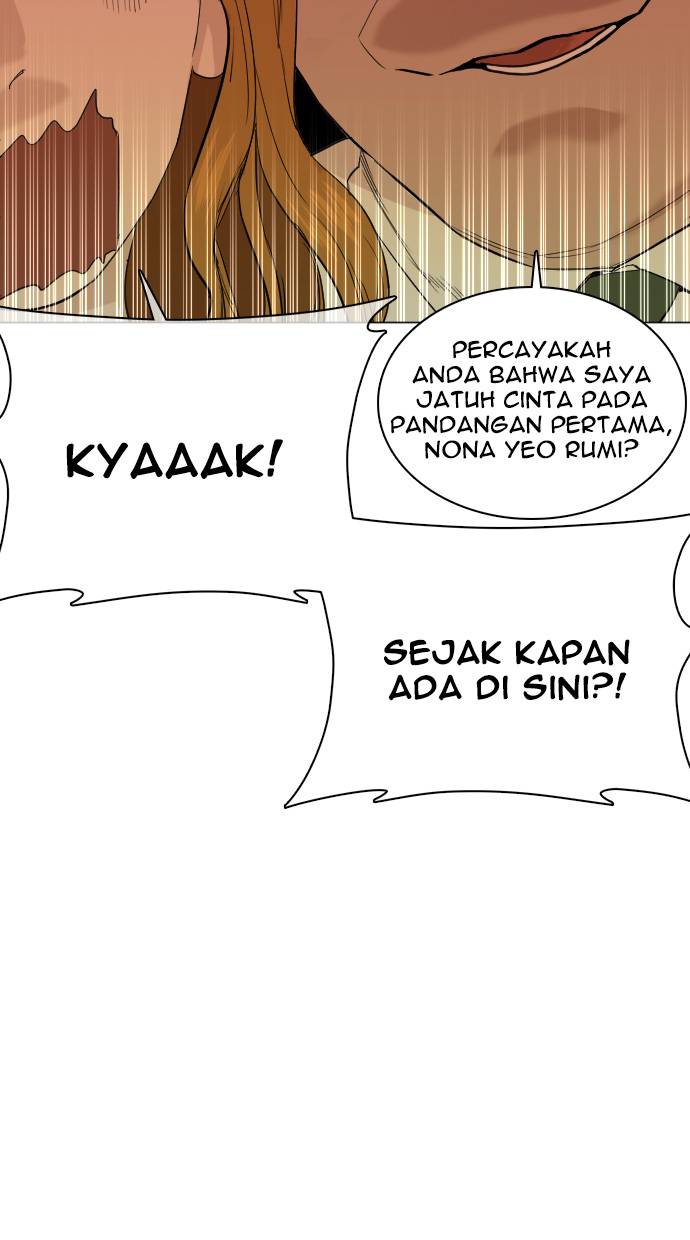 PERCAYAKAH
ANDA BAHWA SAYA
JATUH CINTA PADA
PANDANGAN PERTAMA,
NONA YEO RUMI?
KYAAAK!
SEJAK KAPAN
ADA DI SINI?!